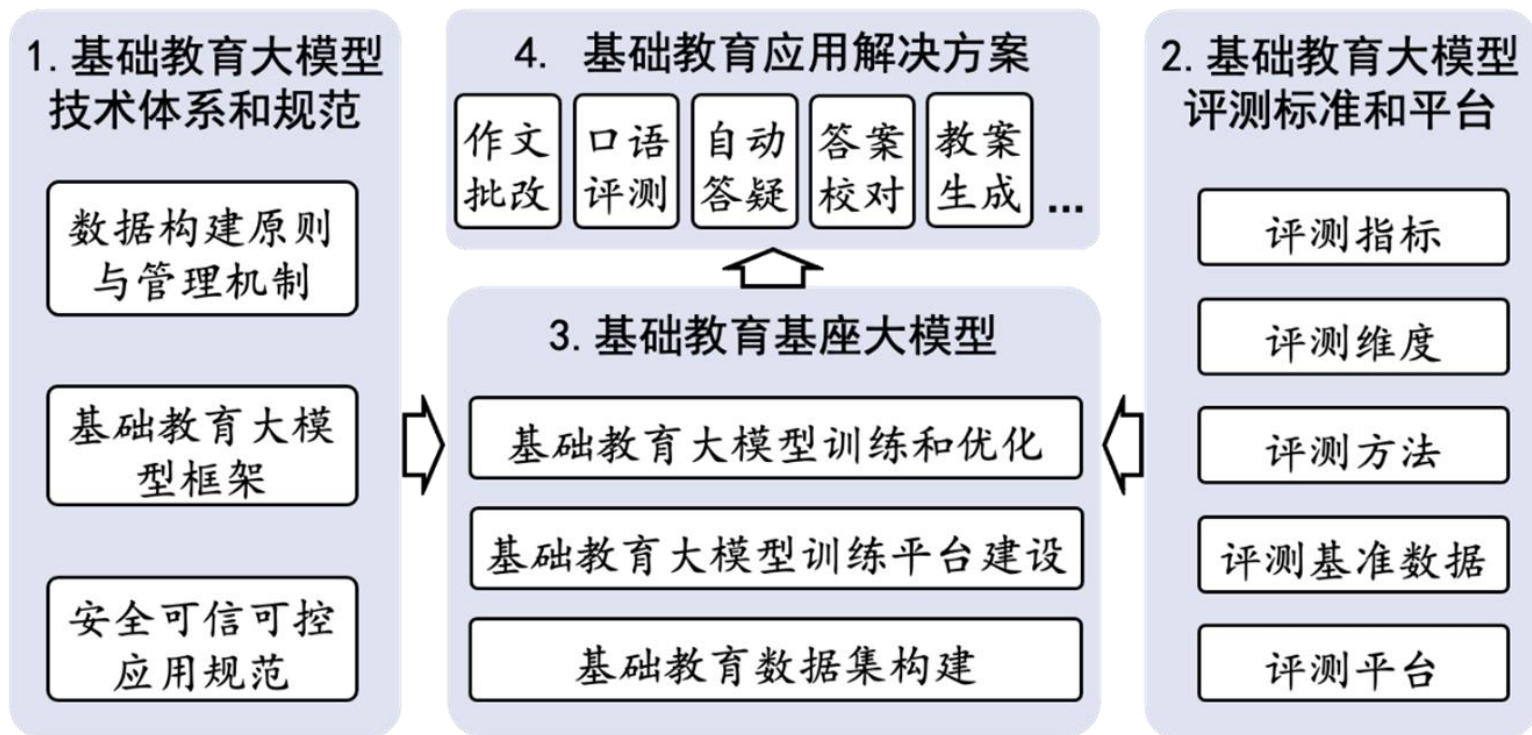 1.基础教育大模型
技术体系和规范
数据构建原则
与管理机制
基础教育大模
型框架
安全可信可控
应用规范
4. 基础教育应用解决方案
作文
批改
口语
评测
自动
答疑
答案
校对
教案
生成
...
3.基础教育基座大模型
基础教育大模型训练和优化
基础教育大模型训练平台建设
基础教育数据集构建
2.基础教育大模型
评测标准和平台
评测指标
评测维度
评测方法
评测基准数据
评测平台